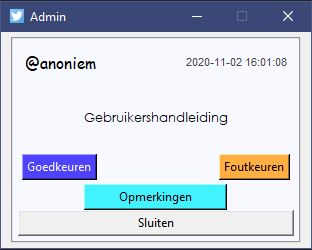 Admin
@anoniem 2020-11-02 16:01:08
Gebruikershandleiding
Goedkeuren Foutkeuren
Opmerkingen
Sluiten